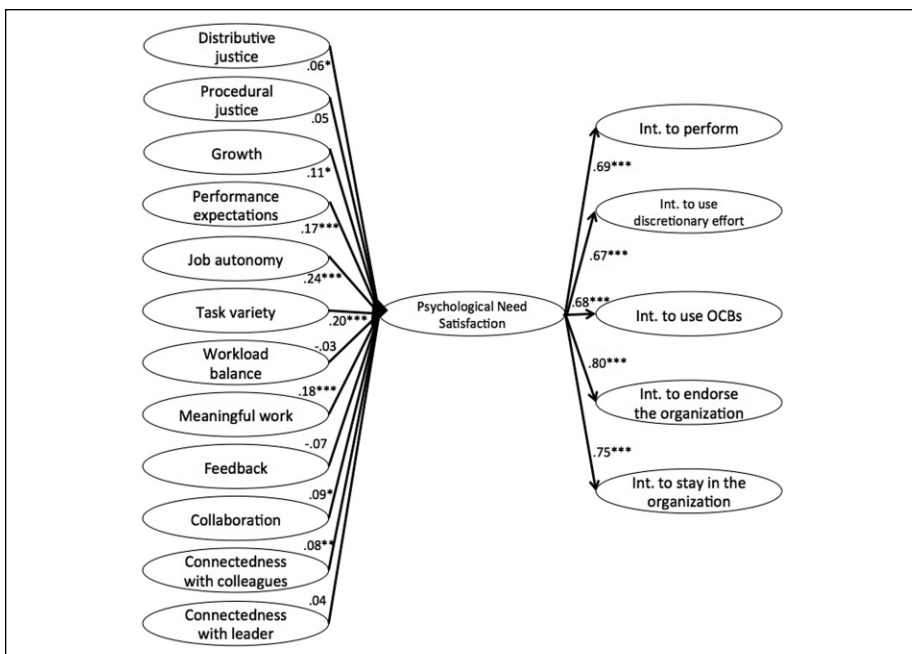 Distributive
justice
.06*
Procedural
justice
.05
Growth
.11*
Performance
expectations
.17***
Job autonomy
.24***
Task variety
.20***
Workload
balance
-.03
Meaningful work
.18***
Feedback
-.07
Collaboration
.09*
Connectedness
with colleagues
.08**
Connectedness
with leader
.04
Psychological Need
Satisfaction
Int. to perform
.69***
Int. to use
discretionary effort
.67***
Int. to use OCBs
.68***
Int. to endorse
the organization
.80***
Int. to stay in the
organization
.75***